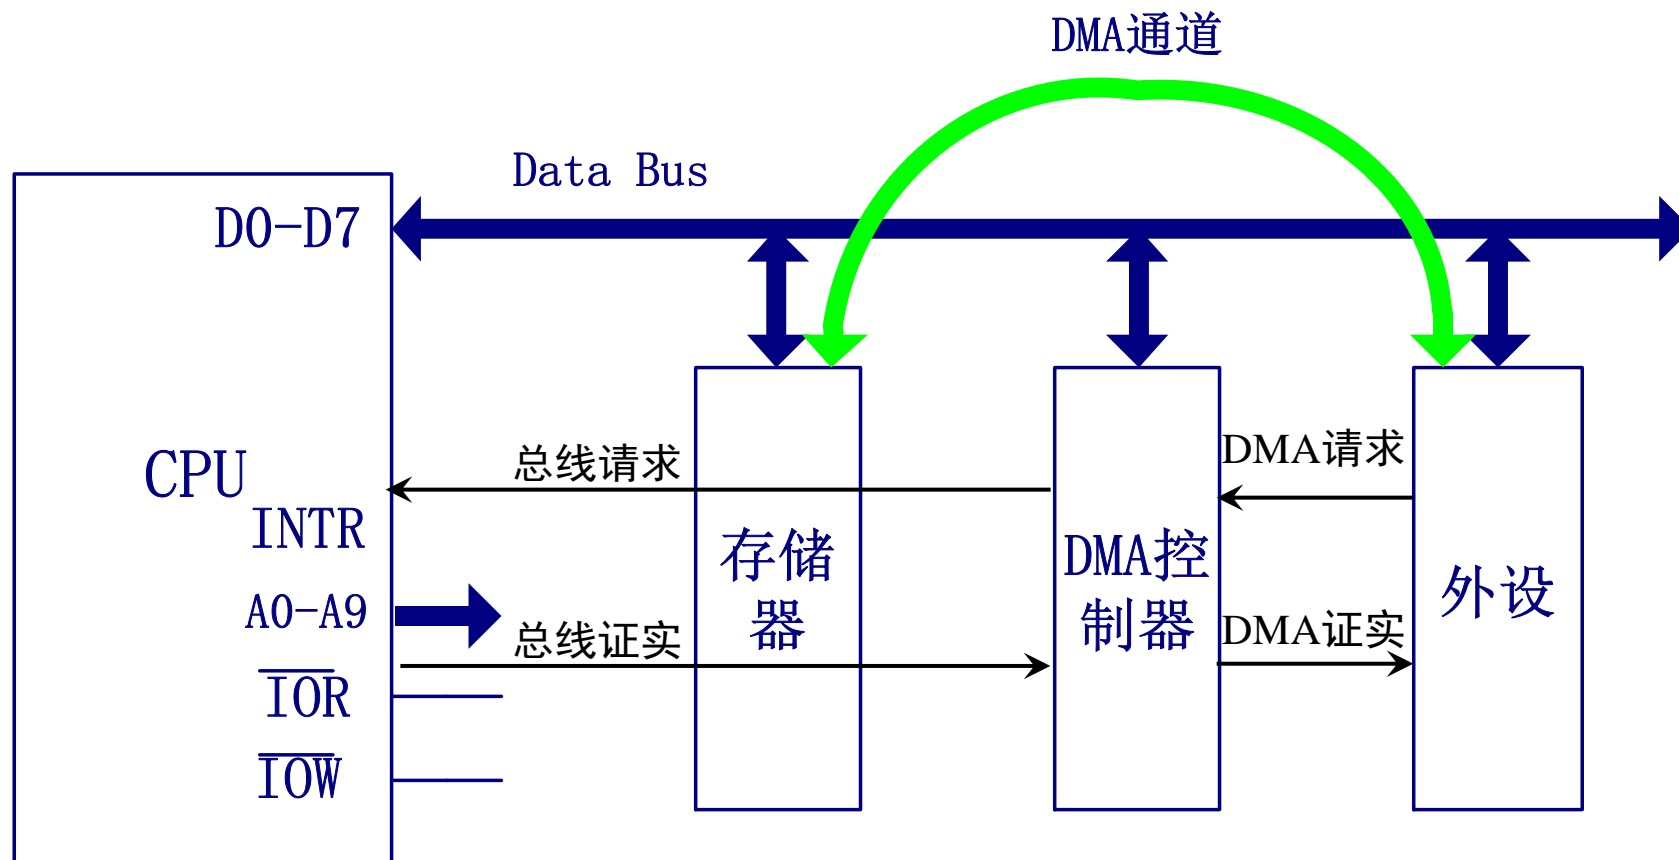 DMA通道
Data Bus
D0-D7
CPU
总线请求
DMA请求
INTR
存储
器
DMA控
制器
外设
A0-A9
总线证实
DMA证实
IOR
IOW